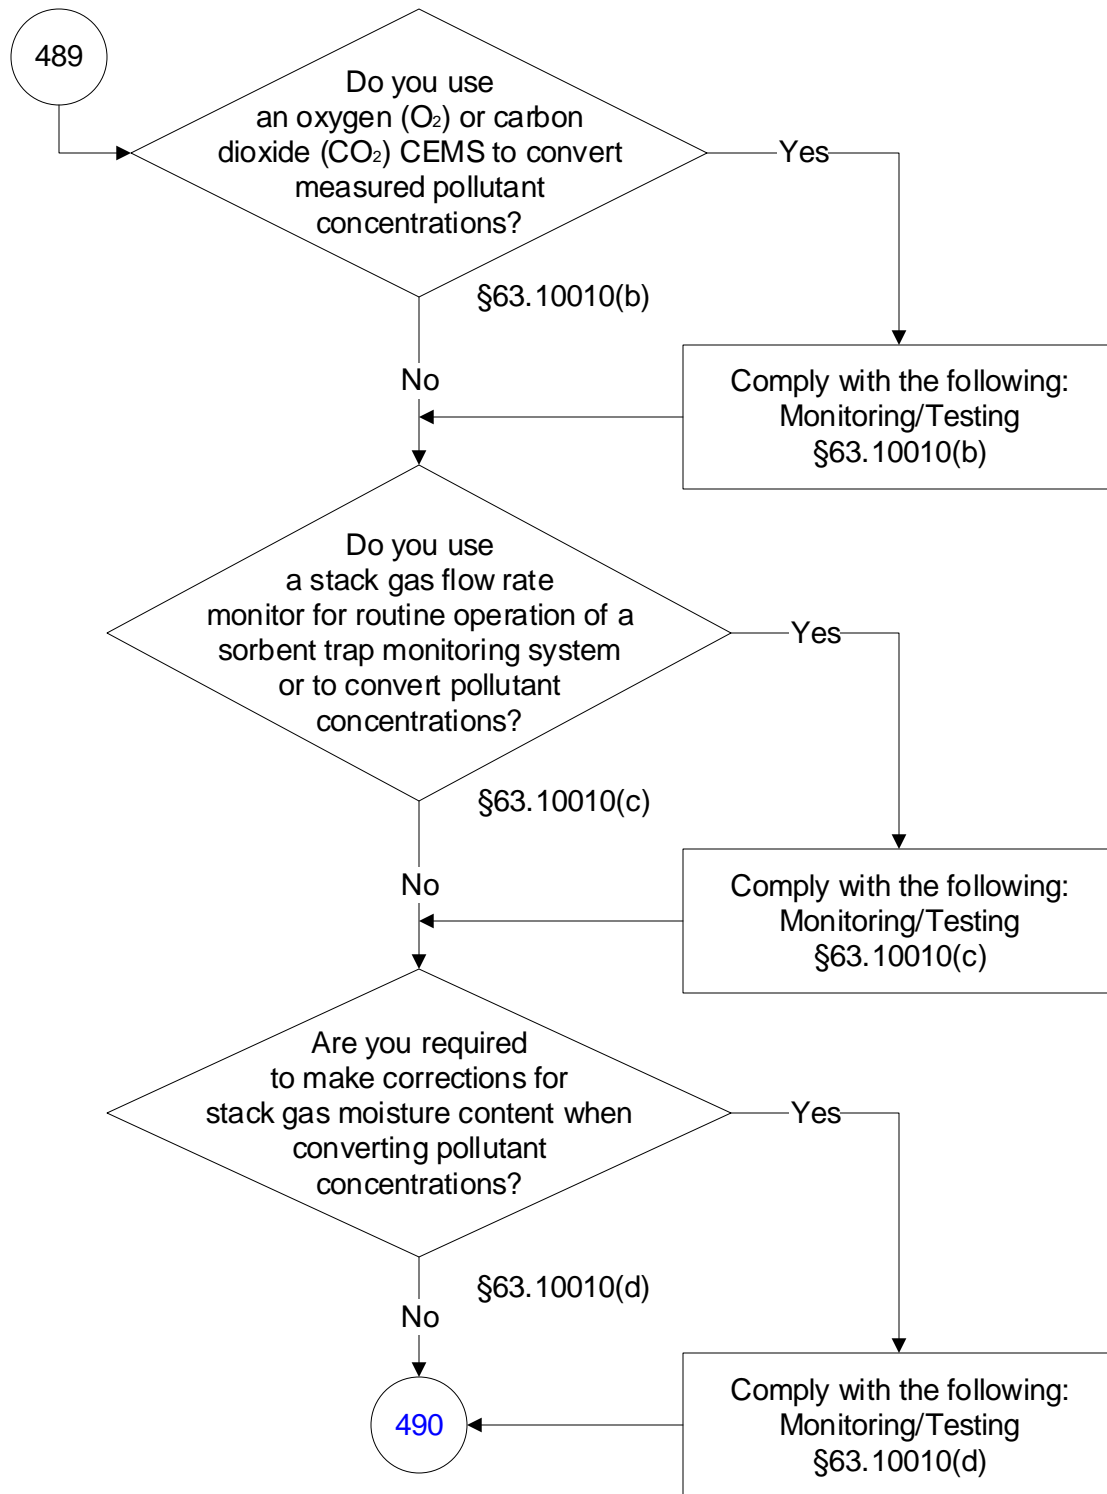 489
Do you use
an oxygen (O₂) or carbon
dioxide (CO₂) CEMS to convert
measured pollutant
concentrations?
Yes
§63.10010(b)
No
Comply with the following:
Monitoring/Testing
§63.10010(b)
Do you use
a stack gas flow rate
monitor for routine operation of a
sorbent trap monitoring system
or to convert pollutant
concentrations?
Yes
§63.10010(c)
No
Comply with the following:
Monitoring/Testing
§63.10010(c)
Are you required
to make corrections for
stack gas moisture content when
converting pollutant
concentrations?
Yes
§63.10010(d)
No
Comply with the following:
Monitoring/Testing
§63.10010(d)
490